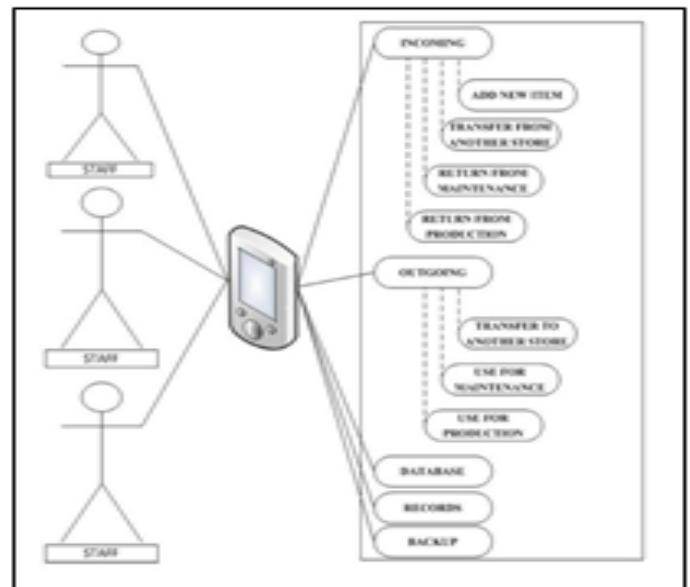 INCOMING
ADD NEW ITEM
TRANSFER FROM
ANOTHER STORE
RETURN FROM
MAINTENANCE
RETURN FROM
PRODUCTION
OUTGOING
TRANSFER TO
ANOTHER STORE
USE FOR
MAINTENANCE
USE FOR
PRODUCTION
DATABASE
RECORDS
BACKUP
STAFF
STAFF
STAFF